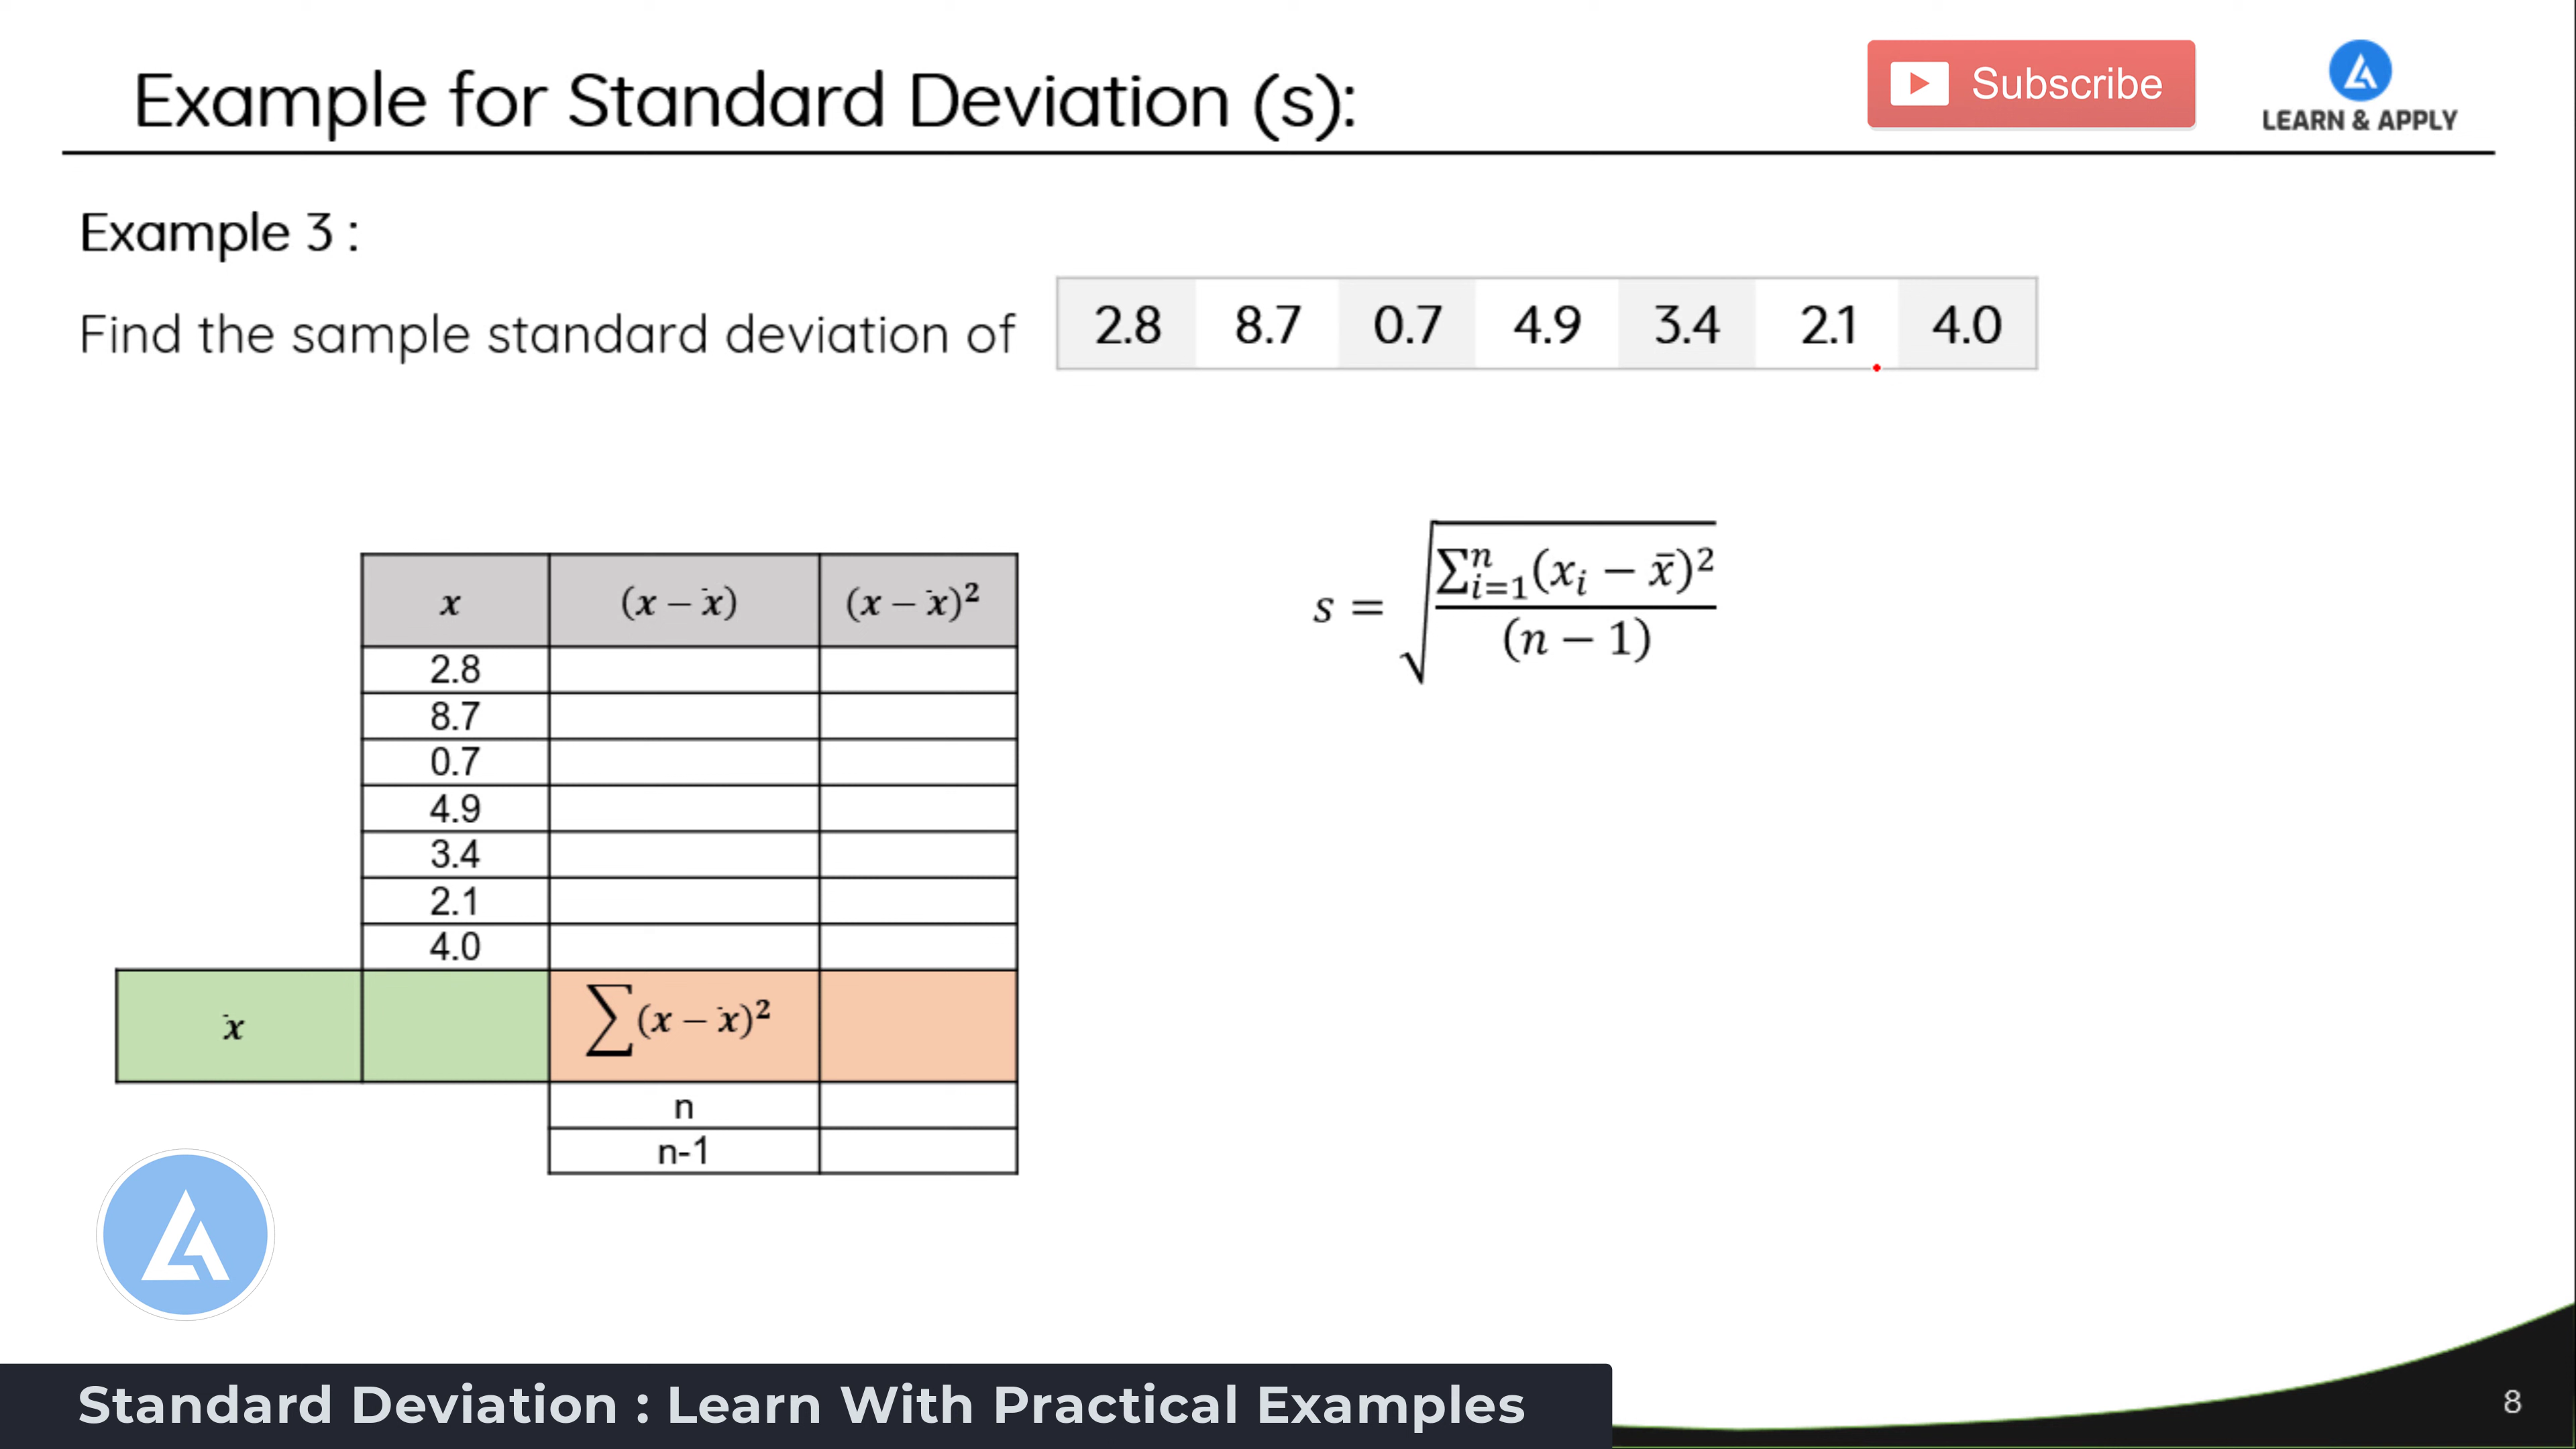 Example for Standard Deviation (s):
Subscribe
LEARN & APPLY
Example 3 :
Find the sample standard deviation of 2.8 8.7 0.7 4.9 3.4 2.1 4.0
x (x − x̄) (x − x̄)²
2.8
8.7
0.7
4.9
3.4
2.1
4.0
x̄ ∑(x − x̄)²
n
n-1
s = √(∑ⁿᵢ₌₁(xᵢ − x̄)² / (n − 1))
Standard Deviation : Learn With Practical Examples
8